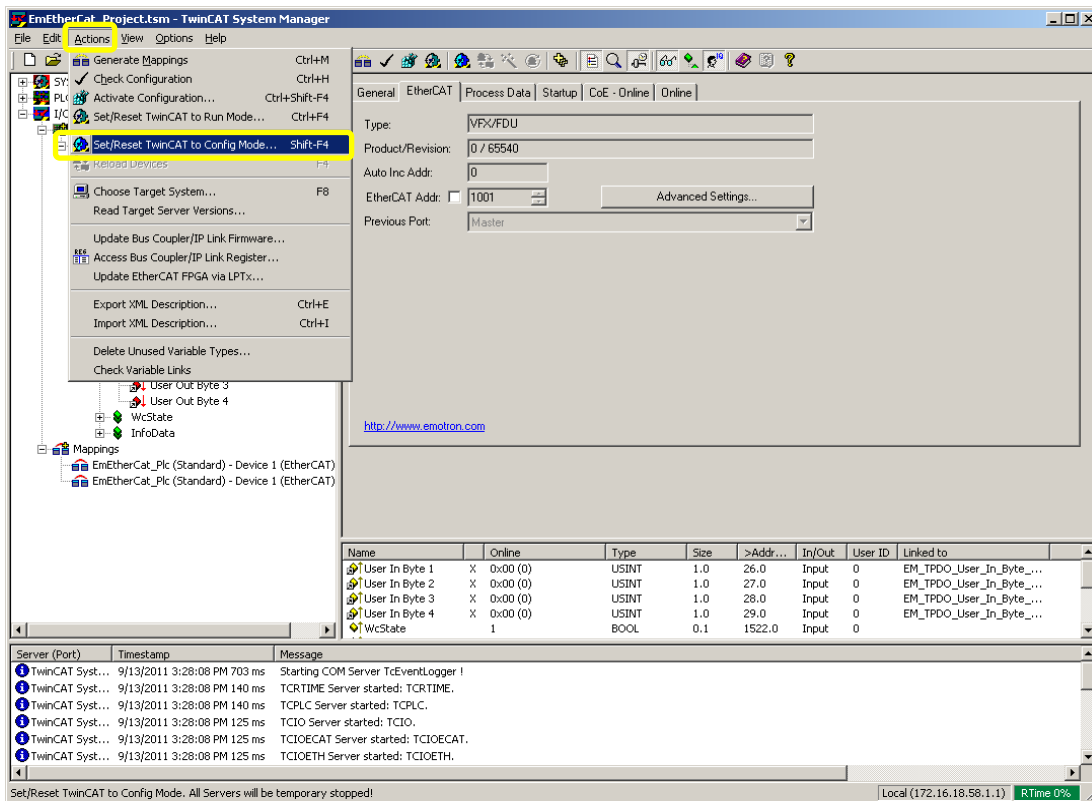 EmEtherCat_Project.tsm - TwinCAT System Manager
File Edit Actions View Options Help
Generate Mappings Ctrl+M
Check Configuration Ctrl+H
Activate Configuration... Ctrl+Shift-F4
Set/Reset TwinCAT to Run Mode... Ctrl+F4
Set/Reset TwinCAT to Config Mode... Shift-F4
Reload Devices F4
Choose Target System... F8
Read Target Server Versions...
Update Bus Coupler/IP Link Firmware...
Access Bus Coupler/IP Link Register...
Update EtherCAT FPGA via LPTx...
Export XML Description... Ctrl+E
Import XML Description... Ctrl+I
Delete Unused Variable Types...
Check Variable Links
User Out Byte 3
User Out Byte 4
WcState
InfoData
Mappings
EmEtherCat_Plc (Standard) - Device 1 (EtherCAT)
EmEtherCat_Plc (Standard) - Device 1 (EtherCAT)
General EtherCAT Process Data Startup CoE - Online Online
Type: VFX/FDU
Product/Revision: 0 / 65540
Auto Inc Addr: 0
EtherCAT Addr: 1001 Advanced Settings...
Previous Port: Master
http://www.emotron.com
Name Online Type Size >Addr... In/Out User ID Linked to
User In Byte 1 X 0x00 (0) USINT 1.0 26.0 Input 0 EM_TPDO_User_In_Byte_...
User In Byte 2 X 0x00 (0) USINT 1.0 27.0 Input 0 EM_TPDO_User_In_Byte_...
User In Byte 3 X 0x00 (0) USINT 1.0 28.0 Input 0 EM_TPDO_User_In_Byte_...
User In Byte 4 X 0x00 (0) USINT 1.0 29.0 Input 0 EM_TPDO_User_In_Byte_...
WcState 1 BOOL 0.1 1522.0 Input 0
Server (Port) Timestamp Message
TwinCAT Syst... 9/13/2011 3:28:08 PM 703 ms Starting COM Server TcEventLogger !
TwinCAT Syst... 9/13/2011 3:28:08 PM 140 ms TCRTIME Server started: TCRTIME.
TwinCAT Syst... 9/13/2011 3:28:08 PM 140 ms TCPLC Server started: TCPLC.
TwinCAT Syst... 9/13/2011 3:28:08 PM 125 ms TCIO Server started: TCIO.
TwinCAT Syst... 9/13/2011 3:28:08 PM 125 ms TCIOECAT Server started: TCIOECAT.
TwinCAT Syst... 9/13/2011 3:28:08 PM 125 ms TCIOETH Server started: TCIOETH.
Set/Reset TwinCAT to Config Mode. All Servers will be temporary stopped! Local (172.16.18.58.1.1) RTime 0%